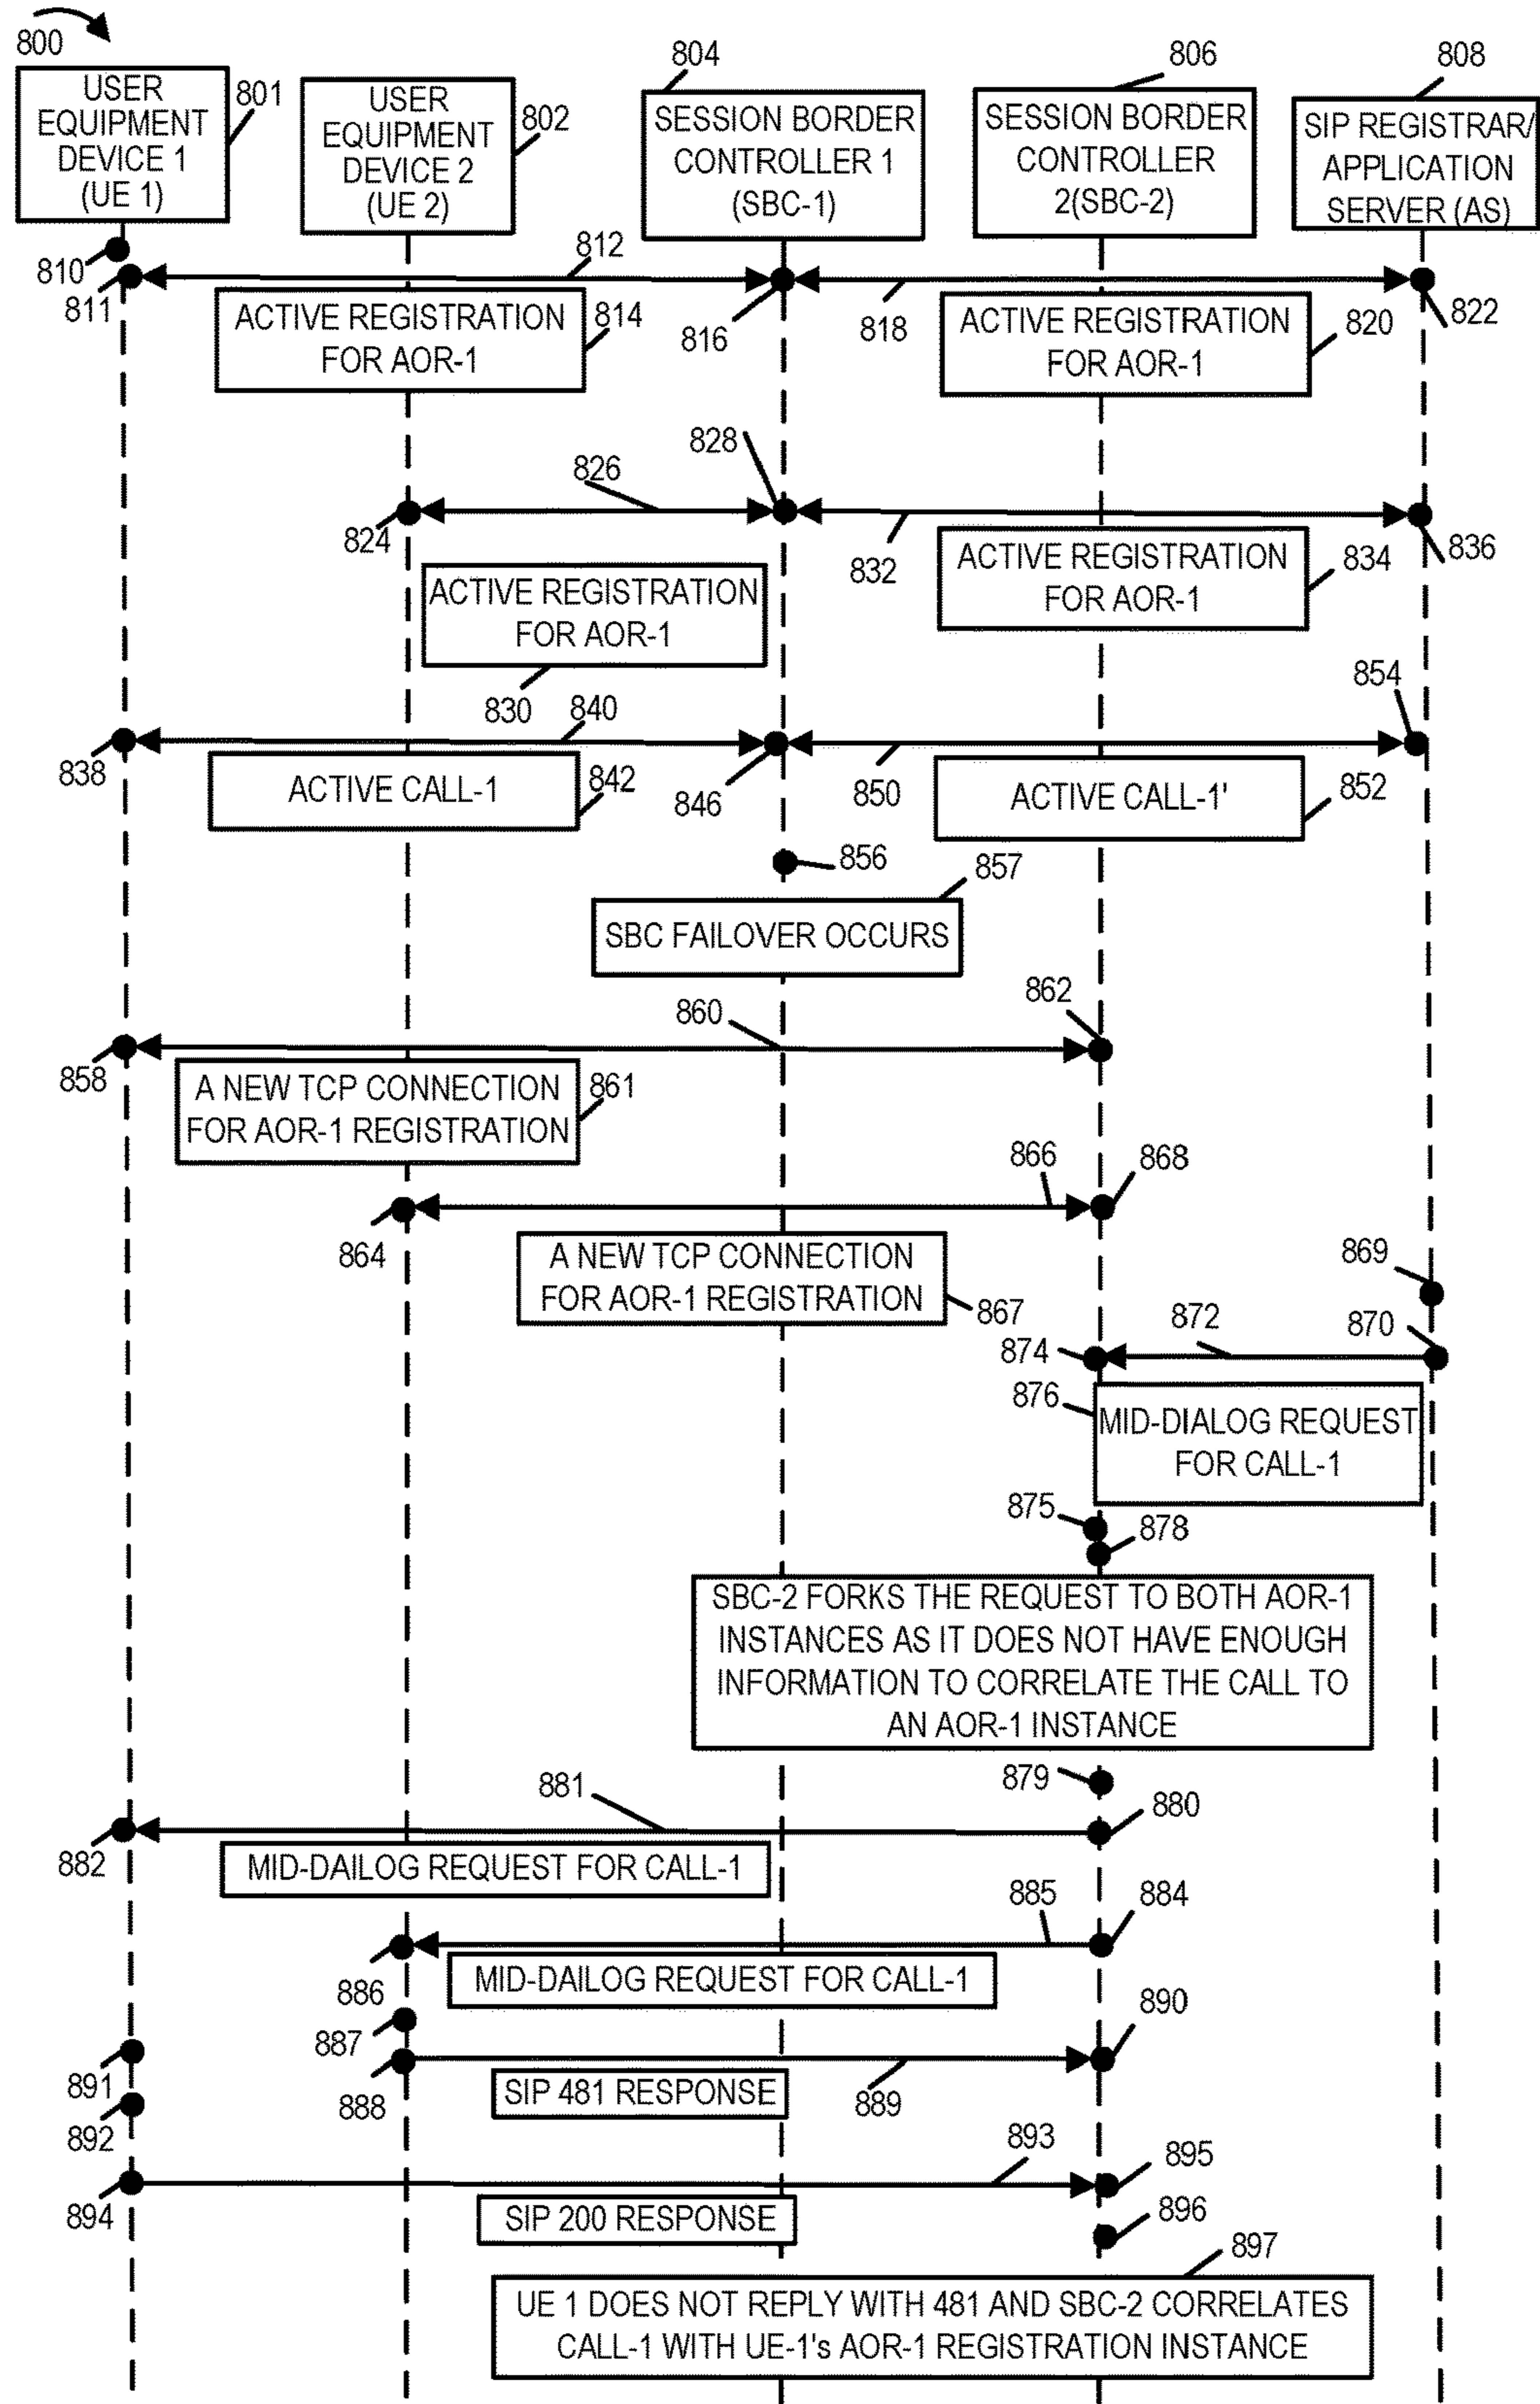 800
USER
EQUIPMENT
DEVICE 1
(UE 1)
801
USER
EQUIPMENT
DEVICE 2
(UE 2)
802
804
SESSION BORDER
CONTROLLER 1
(SBC-1)
806
SESSION BORDER
CONTROLLER
2(SBC-2)
808
SIP REGISTRAR/
APPLICATION
SERVER (AS)
810
811
812
816
818
822
ACTIVE REGISTRATION
FOR AOR-1
814
ACTIVE REGISTRATION
FOR AOR-1
820
824
826
828
832
836
ACTIVE REGISTRATION
FOR AOR-1
830
ACTIVE REGISTRATION
FOR AOR-1
834
838
840
846
850
854
ACTIVE CALL-1
842
ACTIVE CALL-1'
852
856
857
SBC FAILOVER OCCURS
858
860
862
A NEW TCP CONNECTION
FOR AOR-1 REGISTRATION
861
864
866
868
A NEW TCP CONNECTION
FOR AOR-1 REGISTRATION
867
869
870
872
874
876
MID-DIALOG REQUEST
FOR CALL-1
875
878
SBC-2 FORKS THE REQUEST TO BOTH AOR-1
INSTANCES AS IT DOES NOT HAVE ENOUGH
INFORMATION TO CORRELATE THE CALL TO
AN AOR-1 INSTANCE
879
880
881
882
MID-DAILOG REQUEST FOR CALL-1
885
884
886
MID-DAILOG REQUEST FOR CALL-1
887
888
890
889
SIP 481 RESPONSE
891
892
893
894
895
SIP 200 RESPONSE
896
897
UE 1 DOES NOT REPLY WITH 481 AND SBC-2 CORRELATES
CALL-1 WITH UE-1's AOR-1 REGISTRATION INSTANCE